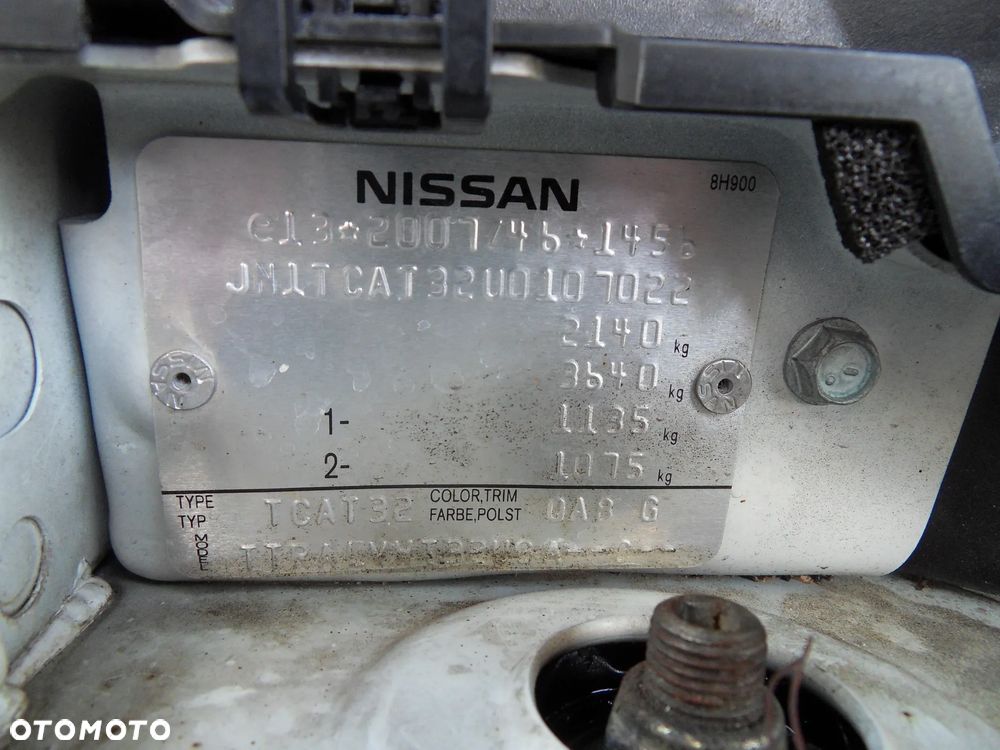 NISSAN
8H900
e13*2007/46*1456
JN1TCAT32U0107022
2140 kg
3640 kg
1- 1135 kg
2- 1075 kg
TYPE
TYP TCAT32 COLOR,TRIM
FARBE,POLST 0A8 G
MODEL
OTOMOTO